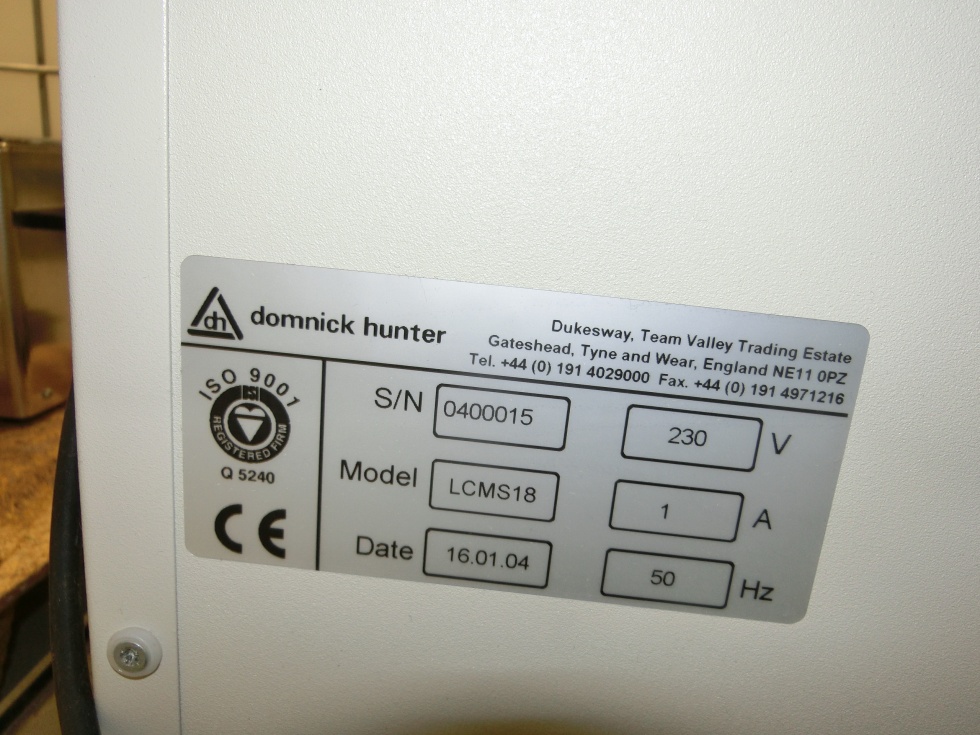 dh domnick hunter
Dukesway, Team Valley Trading Estate
Gateshead, Tyne and Wear, England NE11 0PZ
Tel. +44 (0) 191 4029000 Fax. +44 (0) 191 4971216
ISO 9001
REGISTERED FIRM
Q 5240
CE
S/N 0400015 230 V
Model LCMS18 1 A
Date 16.01.04 50 Hz